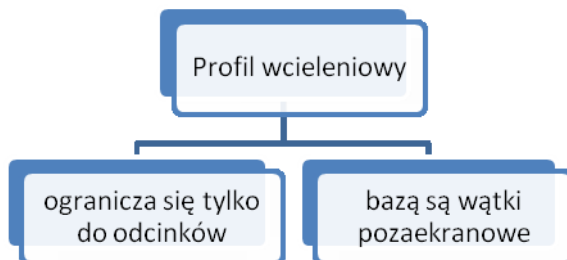 Profil wcieleniowy
ogranicza się tylko
do odcinków
bazą są wątki
pozaekranowe